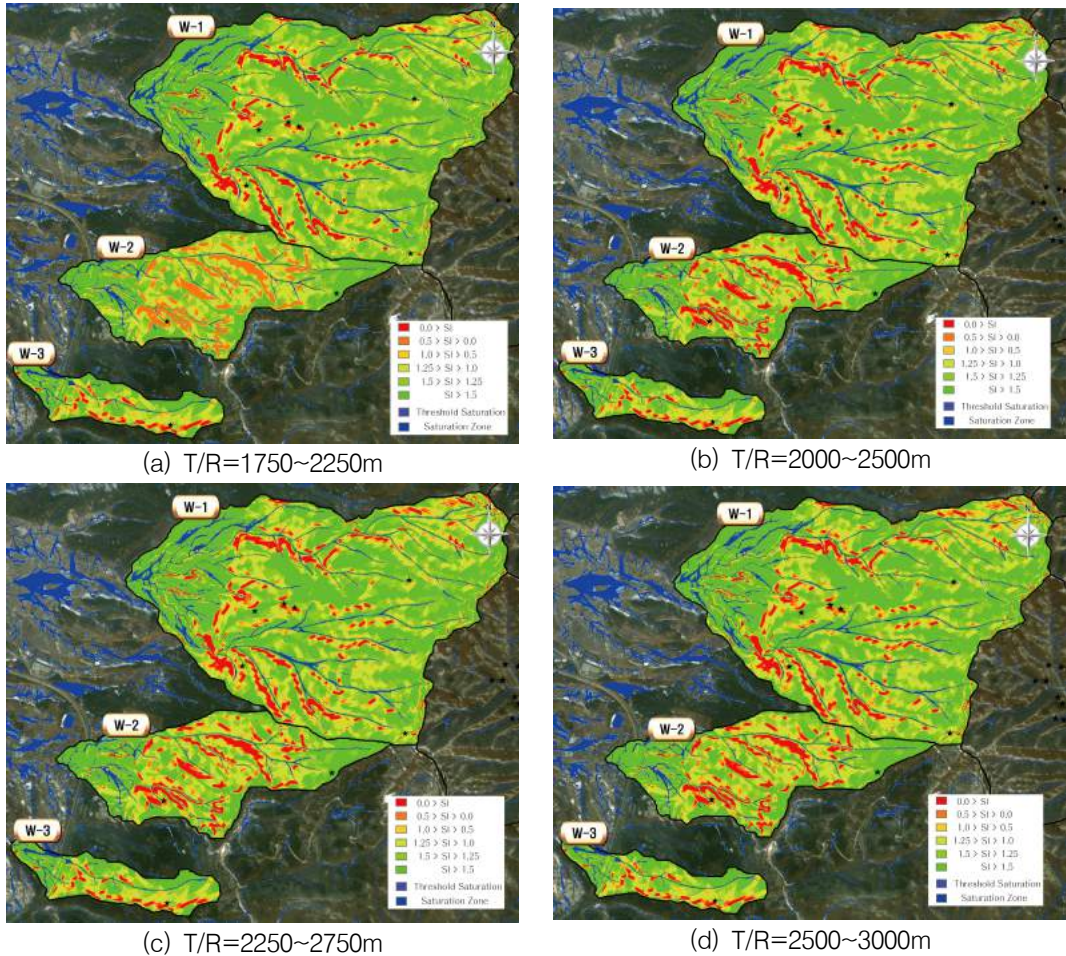 W-1
N
W-2
W-3
0.0 > SI
0.5 > SI > 0.0
1.0 > SI > 0.5
1.25 > SI > 1.0
1.5 > SI > 1.25
SI > 1.5
Threshold Saturation
Saturation Zone
(a) T/R=1750~2250m
W-1
N
W-2
W-3
0.0 > SI
0.5 > SI > 0.0
1.0 > SI > 0.5
1.25 > SI > 1.0
1.5 > SI > 1.25
SI > 1.5
Threshold Saturation
Saturation Zone
(b) T/R=2000~2500m
W-1
N
W-2
W-3
0.0 > SI
0.5 > SI > 0.0
1.0 > SI > 0.5
1.25 > SI > 1.0
1.5 > SI > 1.25
SI > 1.5
Threshold Saturation
Saturation Zone
(c) T/R=2250~2750m
W-1
N
W-2
W-3
0.0 > SI
0.5 > SI > 0.0
1.0 > SI > 0.5
1.25 > SI > 1.0
1.5 > SI > 1.25
SI > 1.5
Threshold Saturation
Saturation Zone
(d) T/R=2500~3000m